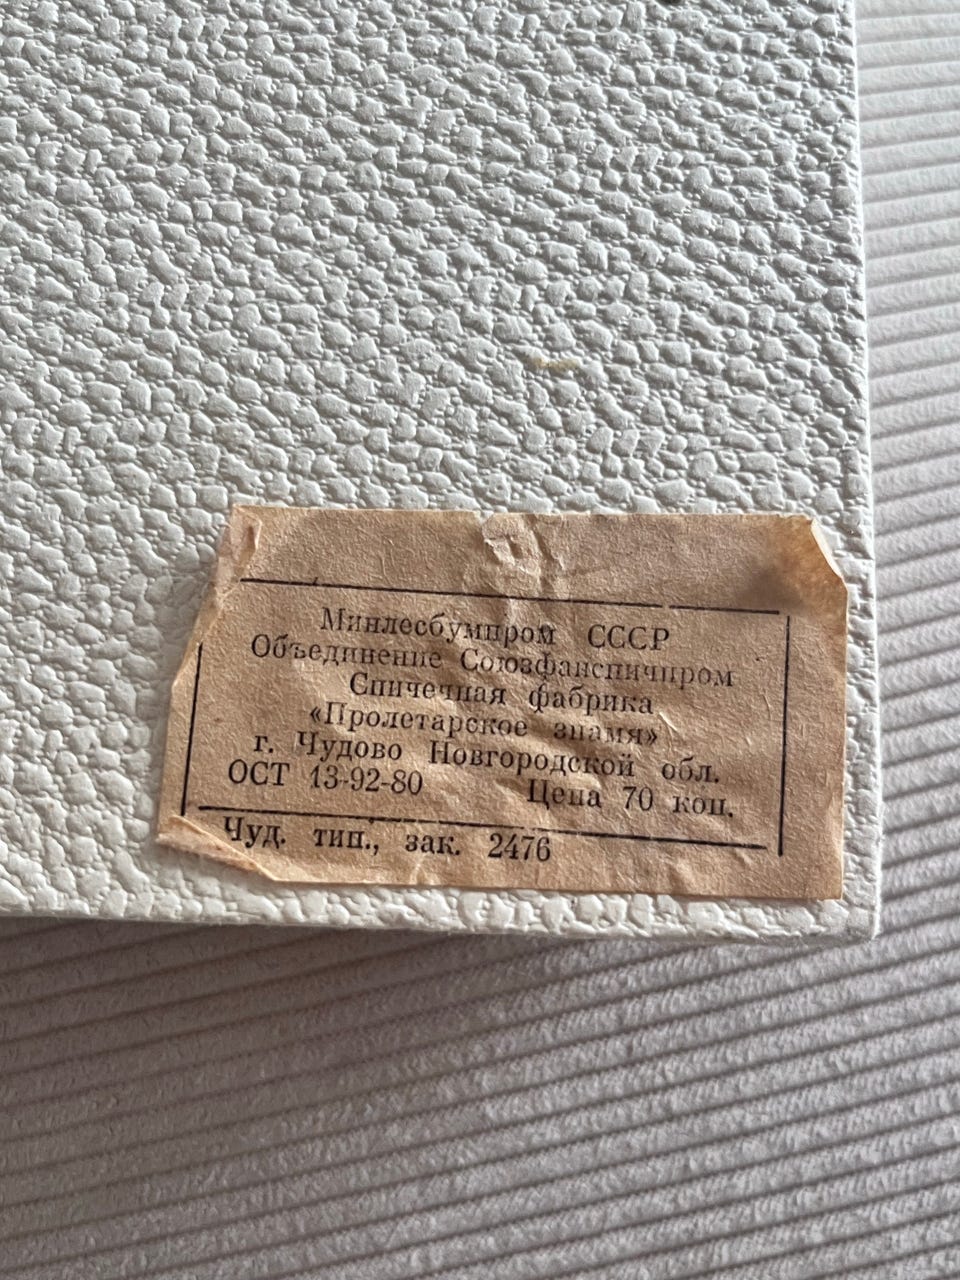 Минлесбумпром СССР
Объединение Союзфанспичпром
Спичечная фабрика
«Пролетарское знамя»
г. Чудово Новгородской обл.
ОСТ 13-92-80 Цена 70 коп.
Чуд. тип., зак. 2476